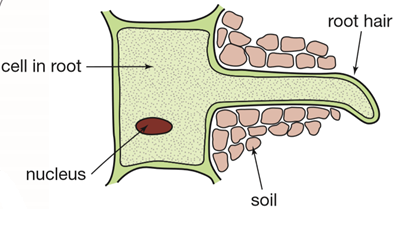 root hair
cell in root
nucleus
soil